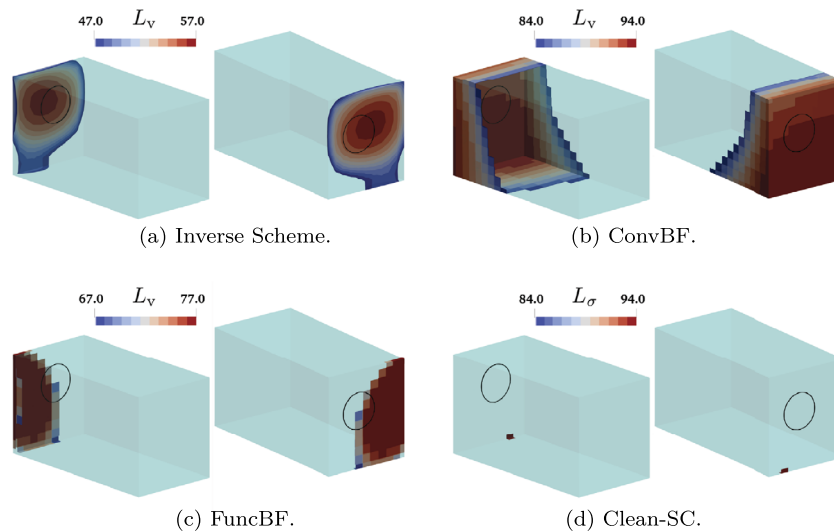 47.0 L_v 57.0
84.0 L_v 94.0
(a) Inverse Scheme.
(b) ConvBF.
67.0 L_v 77.0
84.0 L_σ 94.0
(c) FuncBF.
(d) Clean-SC.